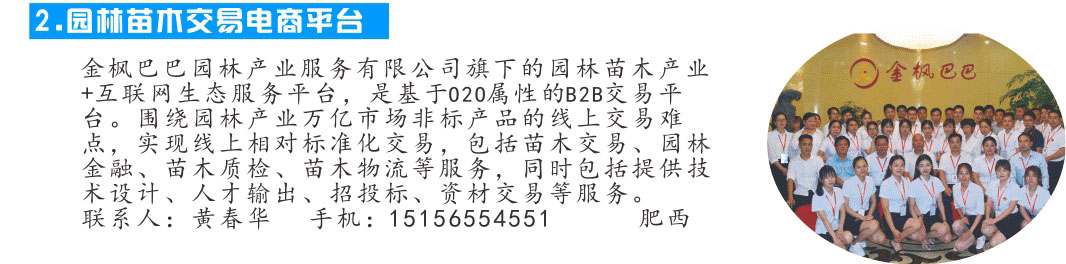 2.园林苗木交易电商平台
金枫巴巴园林产业服务有限公司旗下的园林苗木产业
+互联网生态服务平台，是基于O2O属性的B2B交易平
台。围绕园林产业万亿市场非标产品的线上交易难
点，实现线上相对标准化交易，包括苗木交易、园林
金融、苗木质检、苗木物流等服务，同时包括提供技
术设计、人才输出、招投标、资材交易等服务。
联系人：黄春华 手机：15156554551 肥西
金枫巴巴